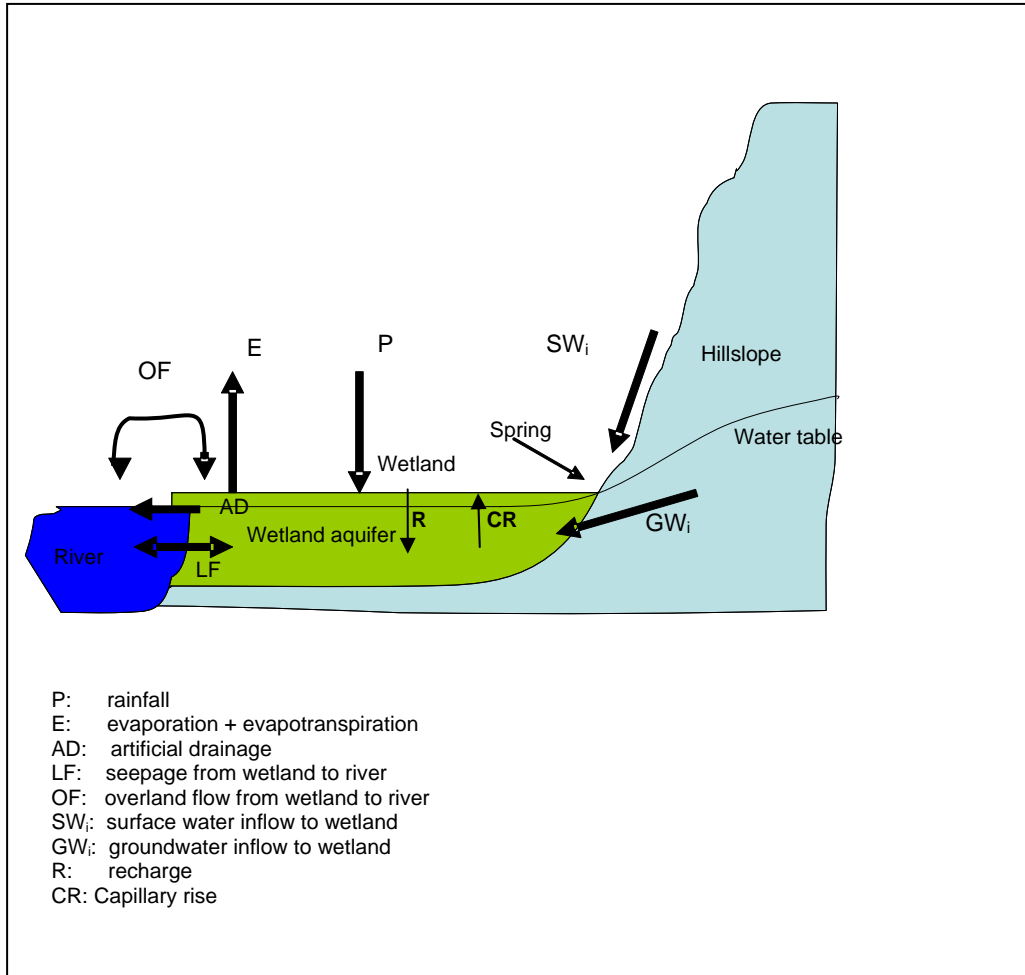 E
P
SWi
Hillslope
OF
Water table
Spring
Wetland
AD
R
CR
GWi
Wetland aquifer
River
LF
P: rainfall
E: evaporation + evapotranspiration
AD: artificial drainage
LF: seepage from wetland to river
OF: overland flow from wetland to river
SWi: surface water inflow to wetland
GWi: groundwater inflow to wetland
R: recharge
CR: Capillary rise